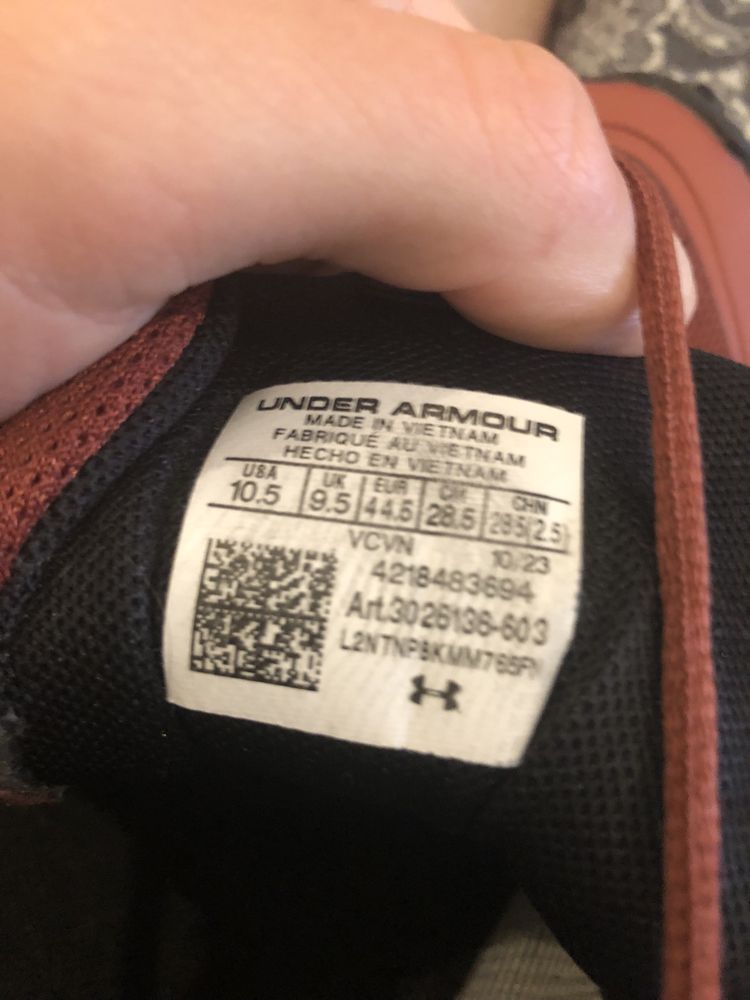 UNDER ARMOUR
MADE IN VIETNAM
FABRIQUÉ AU VIETNAM
HECHO EN VIETNAM
USA UK EUR CM CHN
10.5 9.5 44.5 28.5 285(2.5)
VCVN 10/23
4218483694
Art.3026136-603